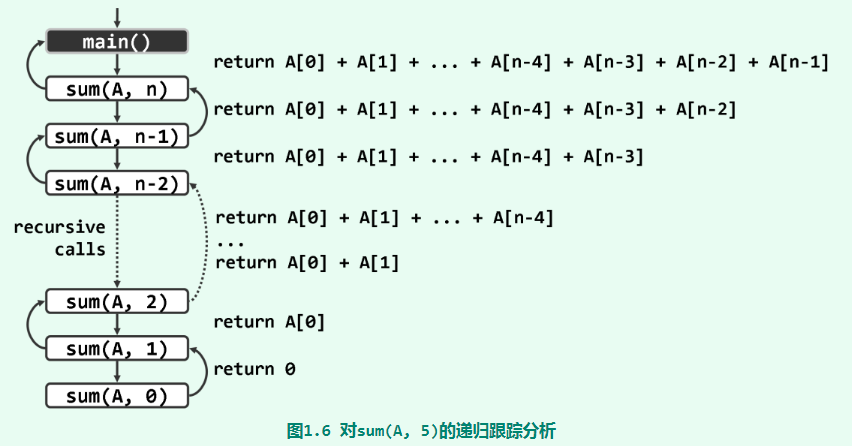 main()
return A[0] + A[1] + ... + A[n-4] + A[n-3] + A[n-2] + A[n-1]
sum(A, n)
return A[0] + A[1] + ... + A[n-4] + A[n-3] + A[n-2]
sum(A, n-1)
return A[0] + A[1] + ... + A[n-4] + A[n-3]
sum(A, n-2)
return A[0] + A[1] + ... + A[n-4]
recursive
calls
...
return A[0] + A[1]
sum(A, 2)
return A[0]
sum(A, 1)
return 0
sum(A, 0)
图1.6 对sum(A, 5)的递归跟踪分析